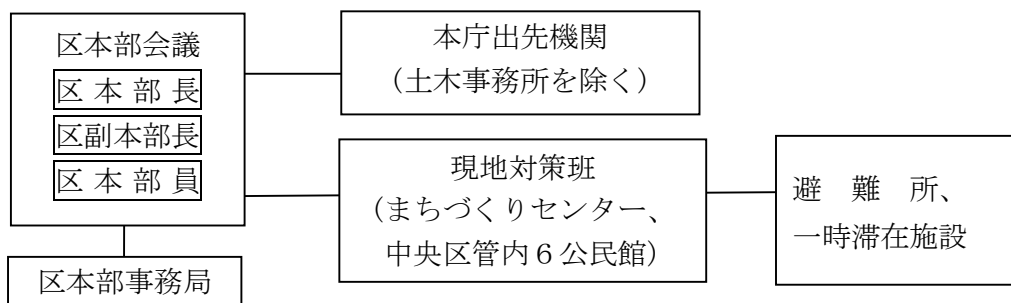 区本部会議
区 本 部 長
区副本部長
区 本 部 員
区本部事務局
本庁出先機関
（土木事務所を除く）
現地対策班
（まちづくりセンター、
中央区管内６公民館）
避　難　所、
一時滞在施設